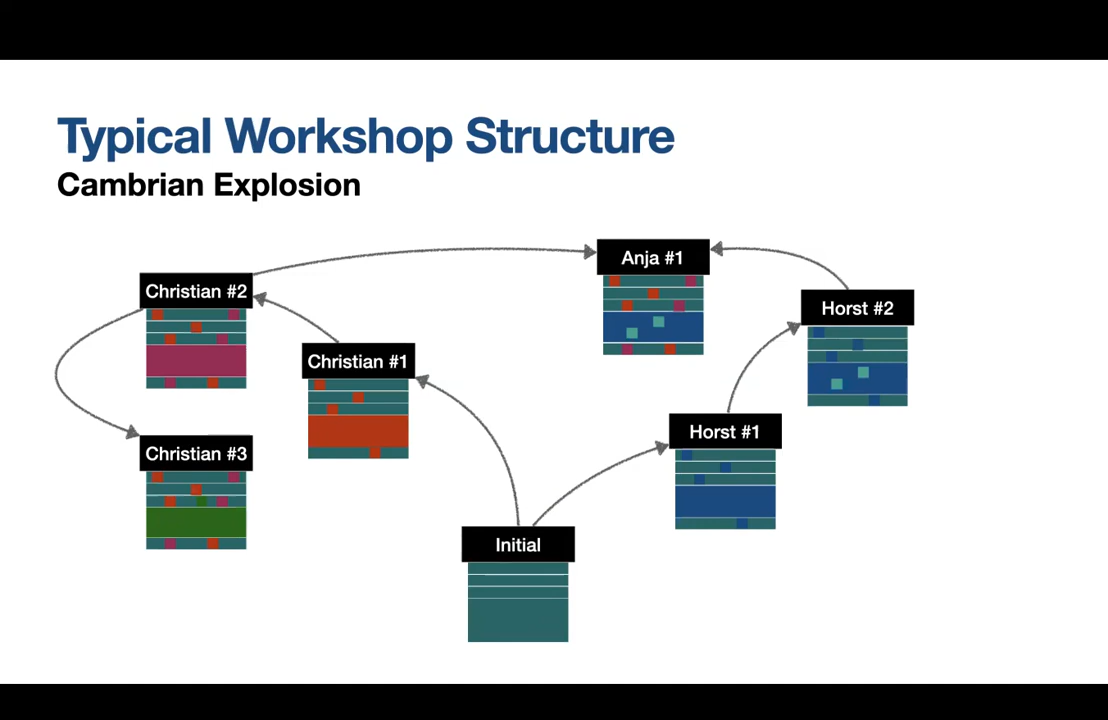 Typical Workshop Structure
Cambrian Explosion
Anja #1
Christian #2
Horst #2
Christian #1
Horst #1
Christian #3
Initial